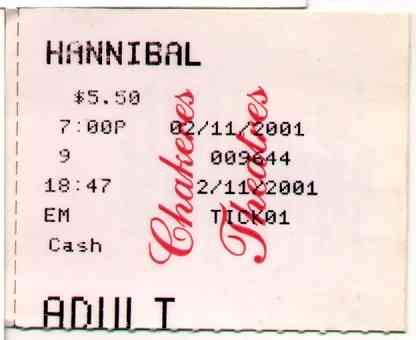 HANNIBAL
$5.50
7:00P 02/11/2001
9 009644
18:47 2/11/2001
EM TICK01
Cash
ADULT
Chakeres
Theatres